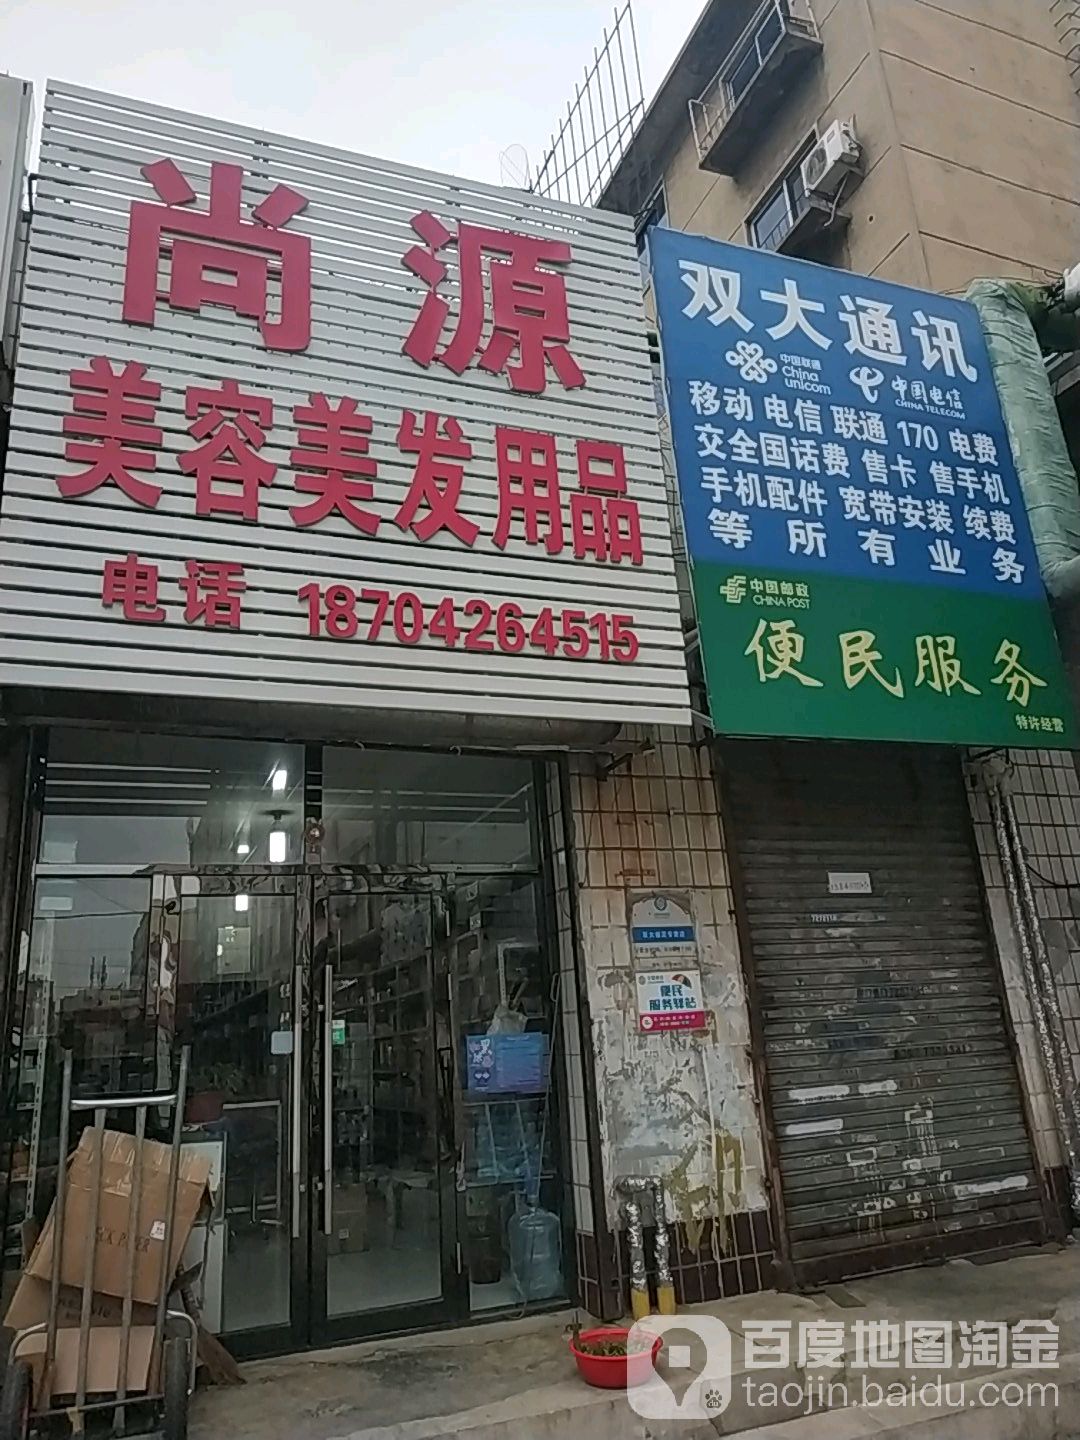 尚源
美容美发用品
电话 18704264515
双大通讯
中国联通
China
unicom
中国电信
CHINA TELECOM
移动 电信 联通 170 电费
交全国话费 售卡 售手机
手机配件 宽带安装 续费
等所有业务
中国邮政
CHINA POST
便民服务
特许经营
便民
服务驿站
百度地图淘金
taojin.baidu.com